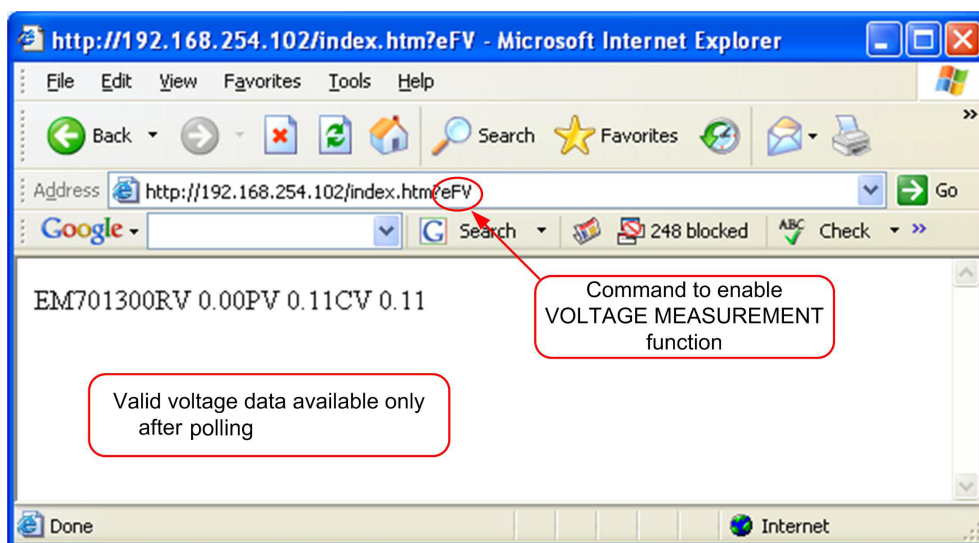 http://192.168.254.102/index.htm?eFV - Microsoft Internet Explorer
File Edit View Favorites Tools Help
Back Search Favorites »
Address http://192.168.254.102/index.htm?eFV Go
Google G Search 248 blocked ABC Check »
EM701300RV 0.00PV 0.11CV 0.11
Command to enable
VOLTAGE MEASUREMENT
function
Valid voltage data available only
after polling
Done Internet